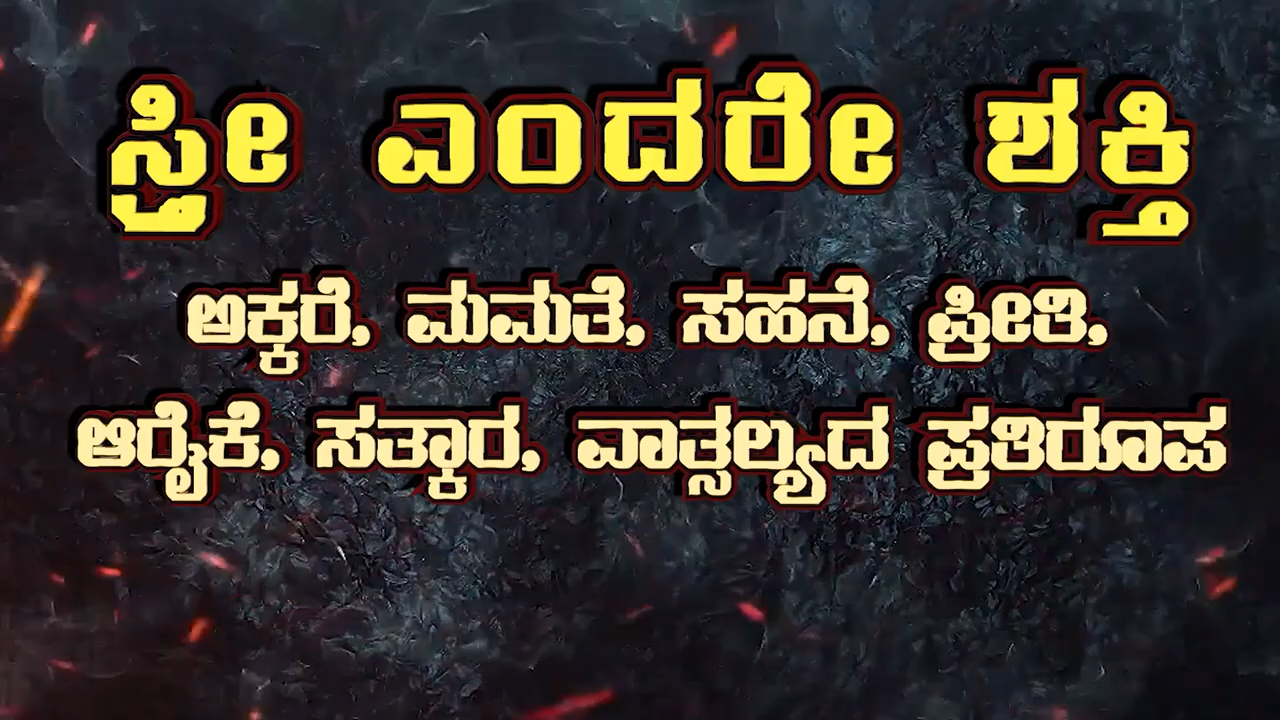 ಸ್ತ್ರೀ ಎಂದರೇ ಶಕ್ತಿ
ಅಕ್ಕರೆ, ಮಮತೆ, ಸಹನೆ, ಪ್ರೀತಿ,
ಆರೈಕೆ, ಸತ್ಕಾರ, ವಾತ್ಸಲ್ಯದ ಪ್ರತಿರೂಪ